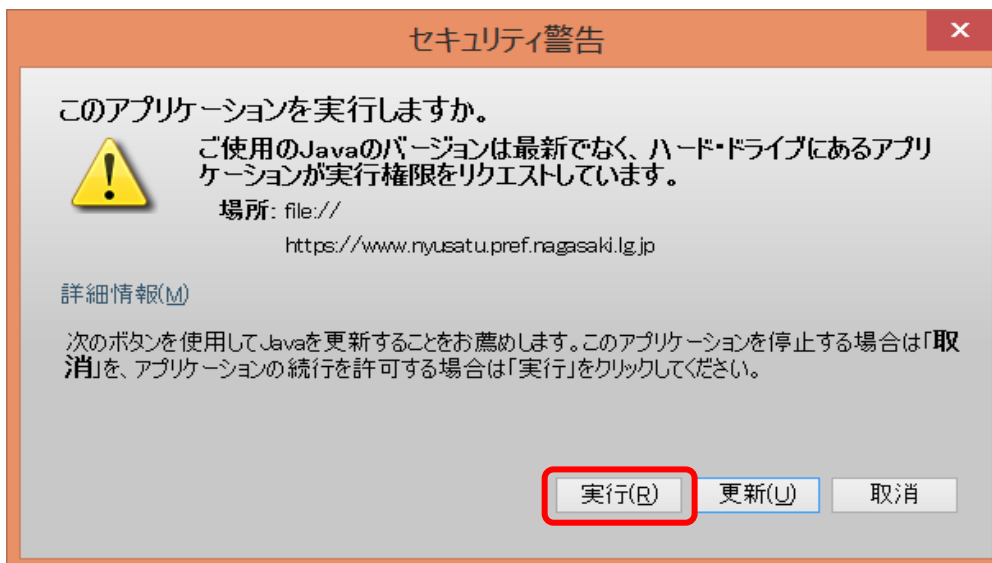 セキュリティ警告
このアプリケーションを実行しますか。
ご使用のJavaのバージョンは最新でなく、ハード・ドライブにあるアプリ
ケーションが実行権限をリクエストしています。
場所: file://
https://www.nyusatu.pref.nagasaki.lg.jp
詳細情報(M)
次のボタンを使用してJavaを更新することをお薦めします。このアプリケーションを停止する場合は「取
消」を、アプリケーションの続行を許可する場合は「実行」をクリックしてください。
実行(R) 更新(U) 取消